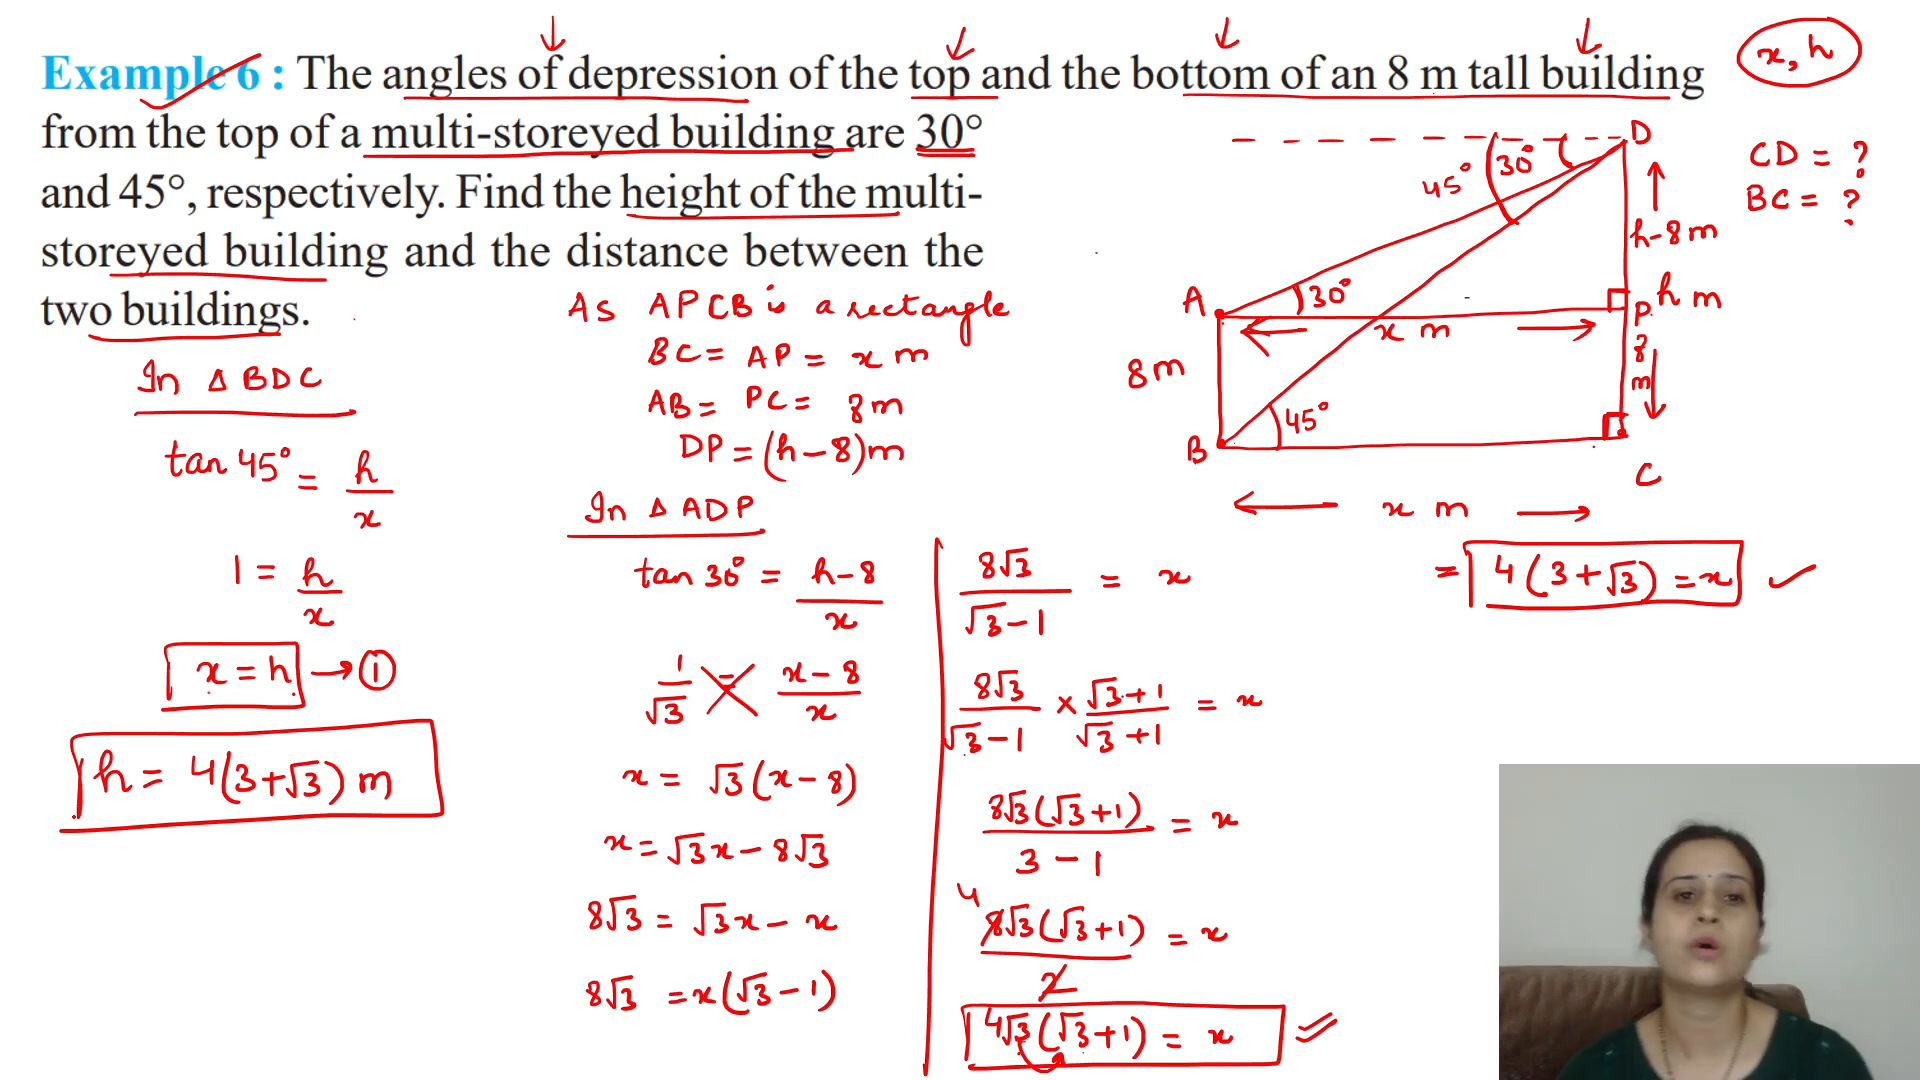 Example 6 : The angles of depression of the top and the bottom of an 8 m tall building
from the top of a multi-storeyed building are 30°
and 45°, respectively. Find the height of the multi-
storeyed building and the distance between the
two buildings.
x, h
CD = ?
BC = ?
D
30°
45°
h-8 m
A
30°
P
h m
x m
8 m
8 m
45°
B
C
x m
In Δ BDC
tan 45° = h/x
1 = h/x
x = h → ①
h = 4(3+√3) m
As APCB is a rectangle
BC = AP = x m
AB = PC = 8m
DP = (h-8)m
In Δ ADP
tan 30° = h-8/x
1/√3 = x-8/x
x = √3(x-8)
x = √3x - 8√3
8√3 = √3x - x
8√3 = x(√3-1)
8√3/√3-1 = x
8√3/√3-1 × √3+1/√3+1 = x
8√3(√3+1)/3-1 = x
4
8√3(√3+1)/2 = x
4√3(√3+1) = x
= 4(3+√3) = x